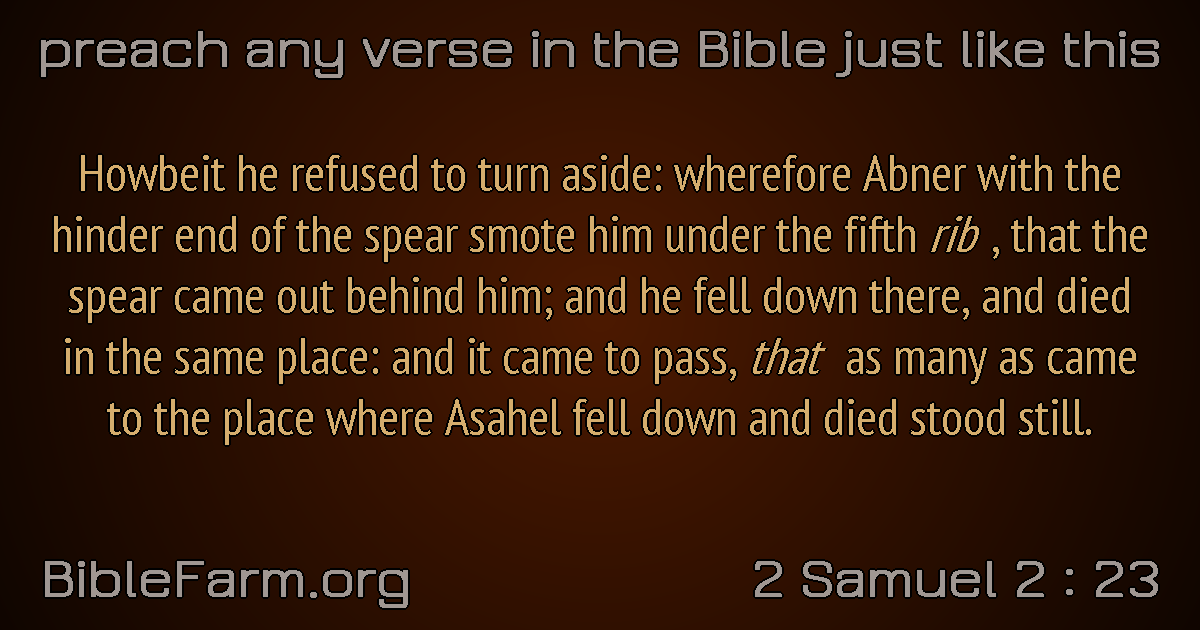 preach any verse in the Bible just like this
Howbeit he refused to turn aside: wherefore Abner with the
hinder end of the spear smote him under the fifth rib , that the
spear came out behind him; and he fell down there, and died
in the same place: and it came to pass, that as many as came
to the place where Asahel fell down and died stood still.
BibleFarm.org
2 Samuel 2 : 23